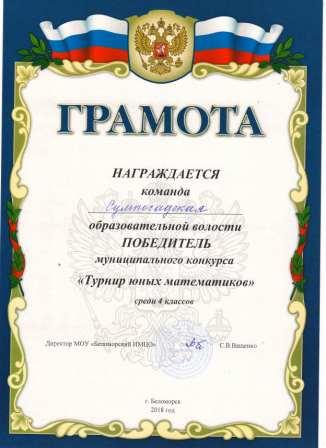 ГРАМОТА
НАГРАЖДАЕТСЯ
команда
Сумпосадская
образовательной волости
ПОБЕДИТЕЛЬ
муниципального конкурса
«Турнир юных математиков»
среди 4 классов
Директор МОУ «Беломорский ИМЦО» С.В.Ващенко
г. Беломорск
2018 год